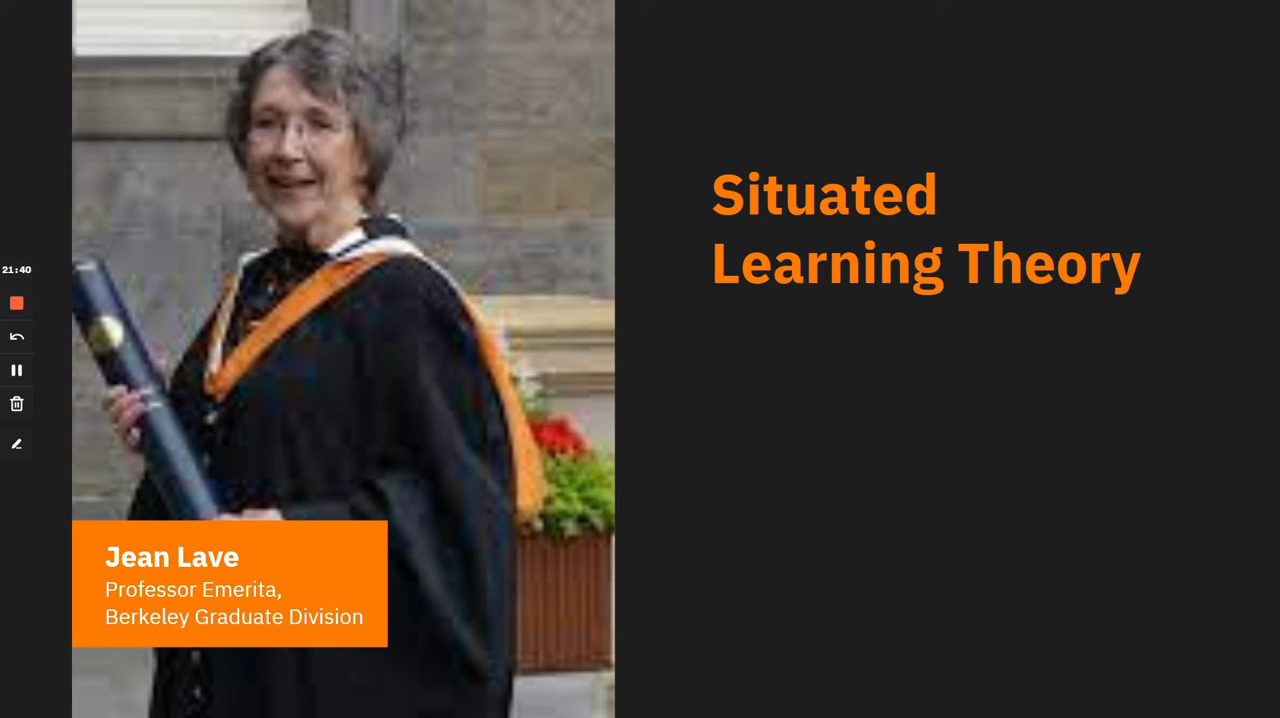 Situated
Learning Theory
21:40
Jean Lave
Professor Emerita,
Berkeley Graduate Division